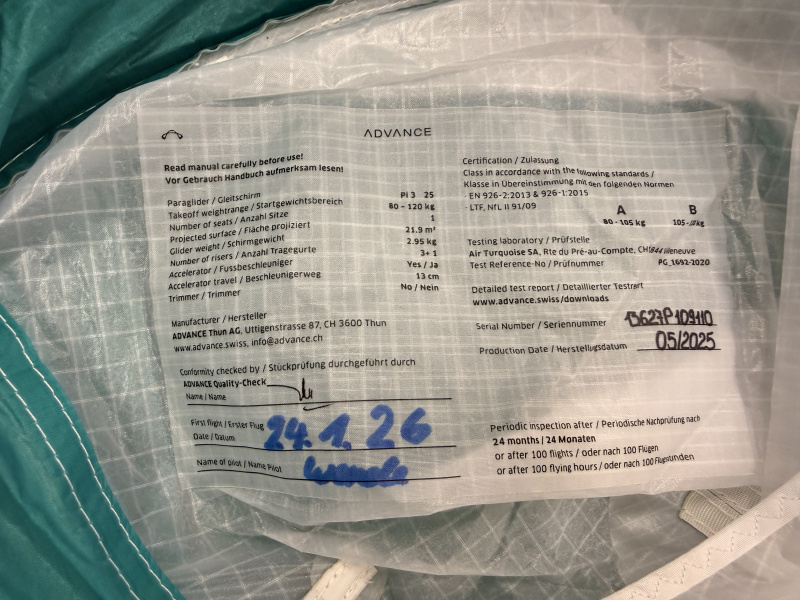 ADVANCE
Read manual carefully before use!
Vor Gebrauch Handbuch aufmerksam lesen!
Paraglider / Gleitschirm Pi 3 25
Takeoff weightrange / Startgewichtsbereich 80 - 120 kg
Number of seats / Anzahl Sitze 1
Projected surface / Fläche projiziert 21.9 m²
Glider weight / Schirmgewicht 2.95 kg
Number of risers / Anzahl Tragegurte 3+1
Accelerator / Fussbeschleuniger Yes / Ja
Accelerator travel / Beschleunigerweg 13 cm
Trimmer / Trimmer No / Nein
Manufacturer / Hersteller
ADVANCE Thun AG, Uttigenstrasse 87, CH 3600 Thun
www.advance.swiss, info@advance.ch
Conformity checked by / Stückprüfung durchgeführt durch
ADVANCE Quality-Check
Name / Name
First flight / Erster Flug
Date / Datum 24.1.26
Name of pilot / Name Pilot
Certification / Zulassung
Class in accordance with the following standards /
Klasse in Übereinstimmung mit den folgenden Normen
· EN 926-2:2013 & 926-1:2015
· LTF, NfL II 91/09
A B
80 - 105 kg 105-
Testing laboratory / Prüfstelle
Air Turquoise SA, Rte du Pré-au-Compte, CH1844
Test Reference-No / Prüfnummer PG_1692-2020
Detailed test report / Detaillierter Testrart
www.advance.swiss/downloads
Serial Number / Seriennummer 13627P109110
Production Date / Herstellugsdatum 05/2025
Periodic inspection after / Periodische Nachprüfung nach
24 months / 24 Monaten
or after 100 flights / oder nach 100 Flügen
or after 100 flying hours / oder nach 100 Flugstunden